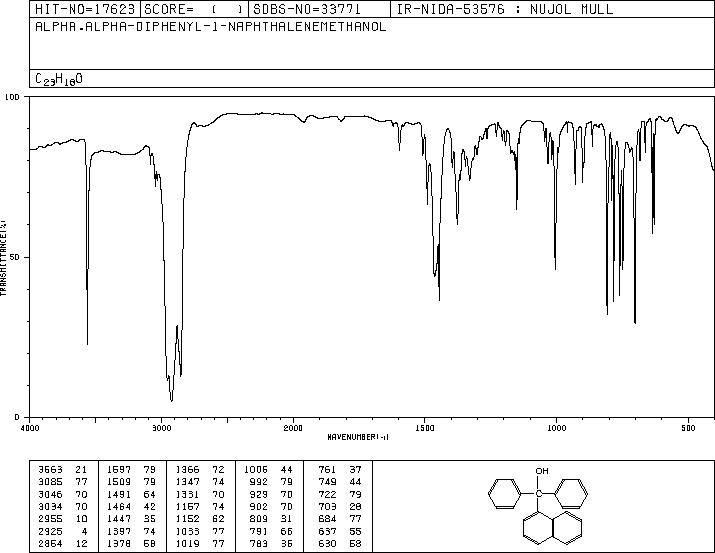 HIT-NO=17623 SCORE= ( ) SDBS-NO=33771 IR-NIDA-53576 : NUJOL MULL
ALPHA,ALPHA-DIPHENYL-1-NAPHTHALENEMETHANOL
C23H18O
100
50
0
TRANSMITTANCE(%)
4000 3000 2000 1500 1000 500
WAVENUMBER(-1)
3563 21 1597 79 1366 72 1006 44 761 37
3085 77 1509 79 1347 74 992 79 749 44
3046 70 1491 64 1331 70 929 70 722 79
3034 70 1464 42 1167 74 902 70 703 28
2955 10 1447 35 1152 62 809 31 684 77
2925 4 1397 74 1033 77 791 66 637 55
2854 12 1378 58 1019 77 783 35 630 58
OH
C